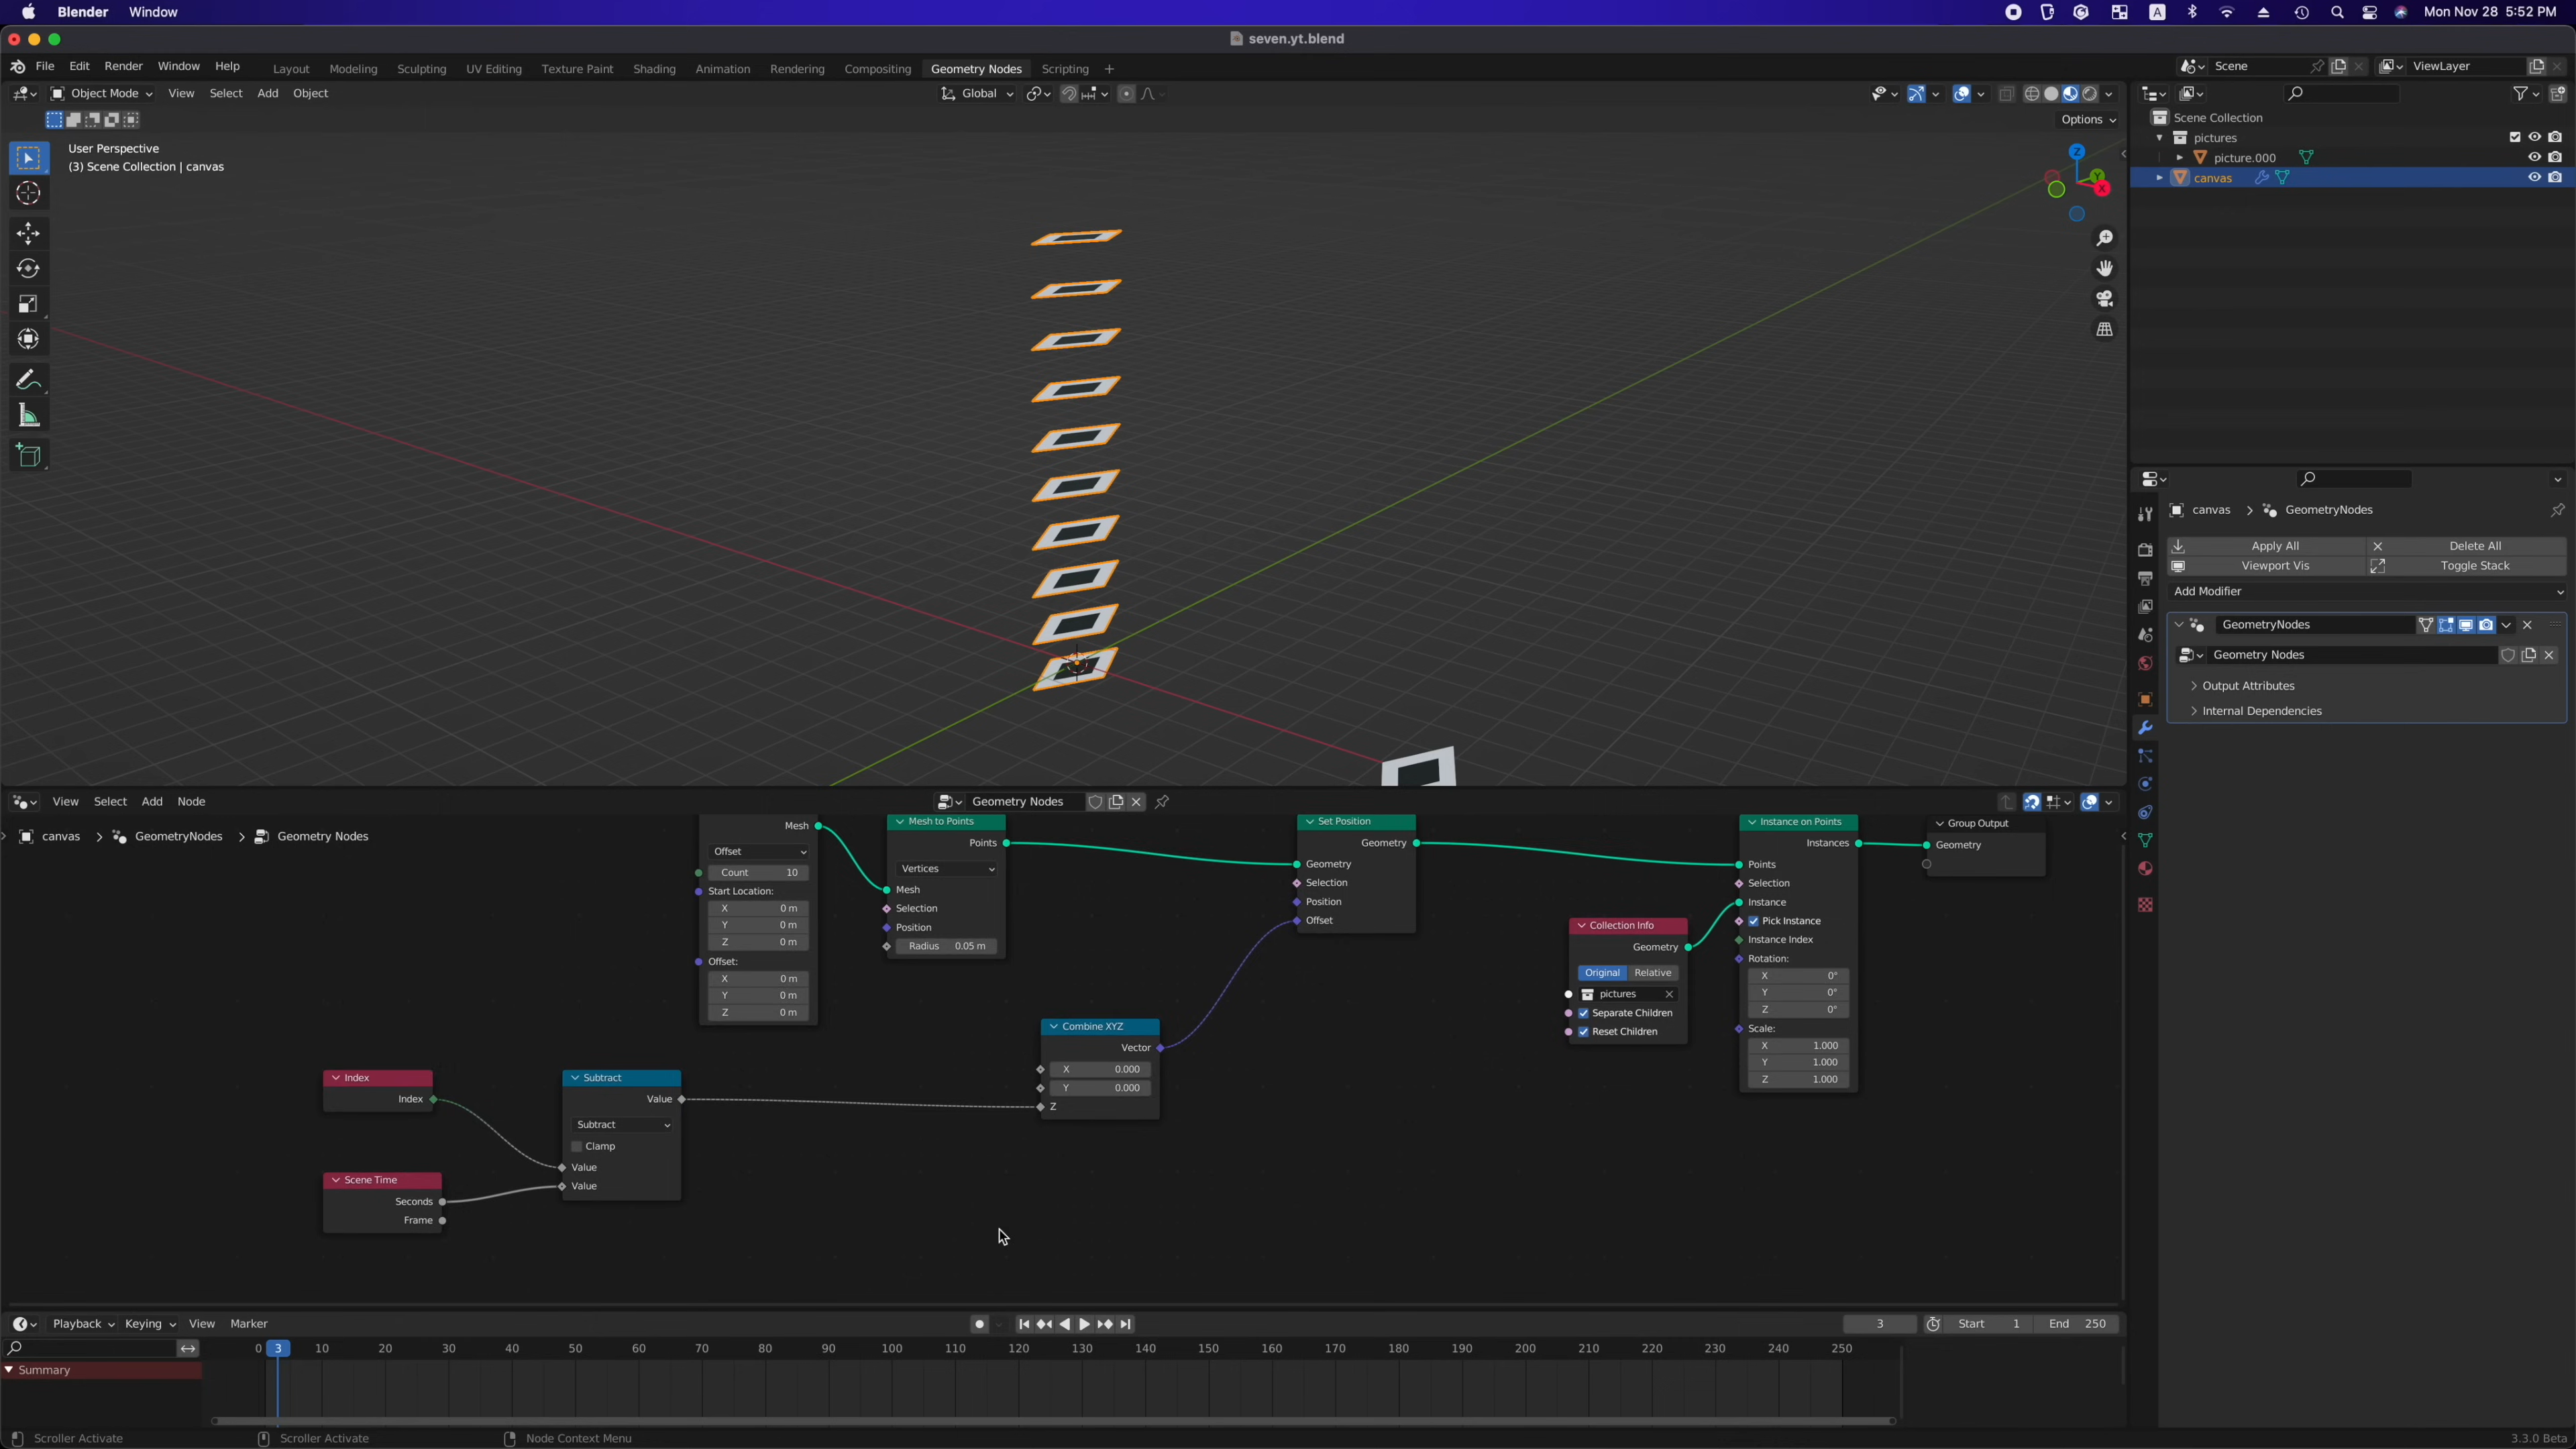 Blender Window A Mon Nov 28 5:52 PM
seven.yt.blend
File Edit Render Window Help Layout Modeling Sculpting UV Editing Texture Paint Shading Animation Rendering Compositing Geometry Nodes Scripting + Scene ViewLayer
Object Mode View Select Add Object Global
Options
User Perspective
(3) Scene Collection | canvas
Z
Y
X
Scene Collection
pictures
picture.000
canvas
canvas > GeometryNodes
Apply All Delete All
Viewport Vis Toggle Stack
Add Modifier
GeometryNodes
Geometry Nodes
Output Attributes
Internal Dependencies
View Select Add Node Geometry Nodes
canvas > GeometryNodes > Geometry Nodes
Mesh
Offset
Count 10
Start Location:
X 0 m
Y 0 m
Z 0 m
Offset:
X 0 m
Y 0 m
Z 0 m
Mesh to Points
Points
Vertices
Mesh
Selection
Position
Radius 0.05 m
Set Position
Geometry
Geometry
Selection
Position
Offset
Instance on Points
Instances
Points
Selection
Instance
Pick Instance
Instance Index
Rotation:
X 0°
Y 0°
Z 0°
Scale:
X 1.000
Y 1.000
Z 1.000
Group Output
Geometry
Collection Info
Geometry
Original Relative
pictures
Separate Children
Reset Children
Combine XYZ
Vector
X 0.000
Y 0.000
Z
Index
Index
Subtract
Value
Subtract
Clamp
Value
Value
Scene Time
Seconds
Frame
Playback Keying View Marker 3 Start 1 End 250
0 3 10 20 30 40 50 60 70 80 90 100 110 120 130 140 150 160 170 180 190 200 210 220 230 240 250
Summary
Scroller Activate Scroller Activate Node Context Menu 3.3.0 Beta